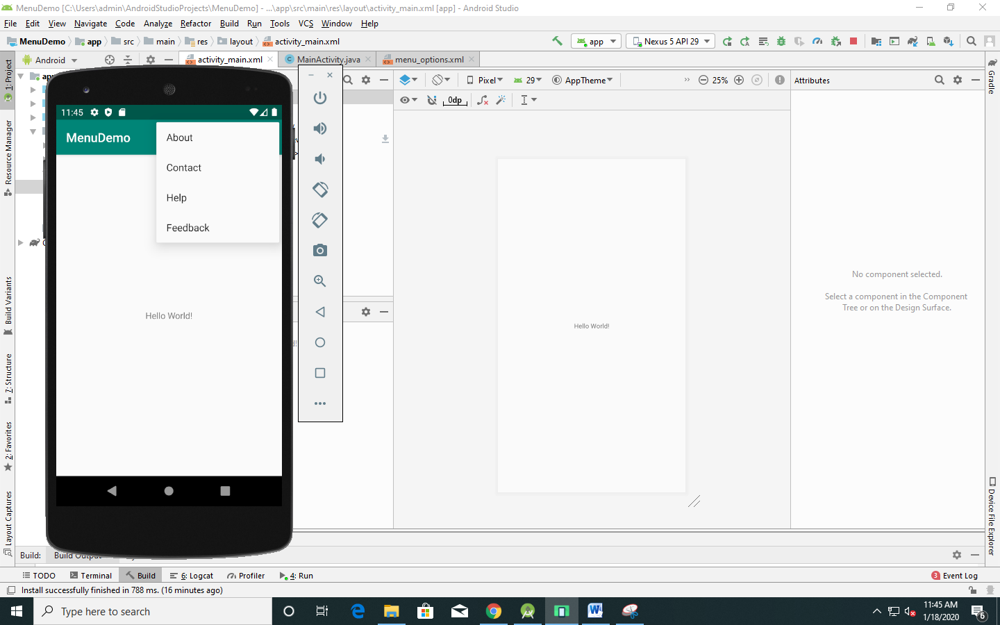 MenuDemo [C:\Users\admin\AndroidStudioProjects\MenuDemo] - ...\app\src\main\res\layout\activity_main.xml [app] - Android Studio
File Edit View Navigate Code Analyze Refactor Build Run Tools VCS Window Help
MenuDemo app src main res layout activity_main.xml
app Nexus 5 API 29
Android activity_main.xml MainActivity.java menu_options.xml
Pixel 29 AppTheme 25% Attributes
0dp
1: Project
Resource Manager
Build Variants
7: Structure
2: Favorites
Layout Captures
11:45
MenuDemo
About
Contact
Help
Feedback
Hello World!
Hello World!
No component selected.
Select a component in the Component
Tree or on the Design Surface.
Gradle
Device File Explorer
Build: Build Output
TODO Terminal Build 6: Logcat Profiler 4: Run 3 Event Log
Install successfully finished in 788 ms. (16 minutes ago)
Type here to search
11:45 AM
1/18/2020
6